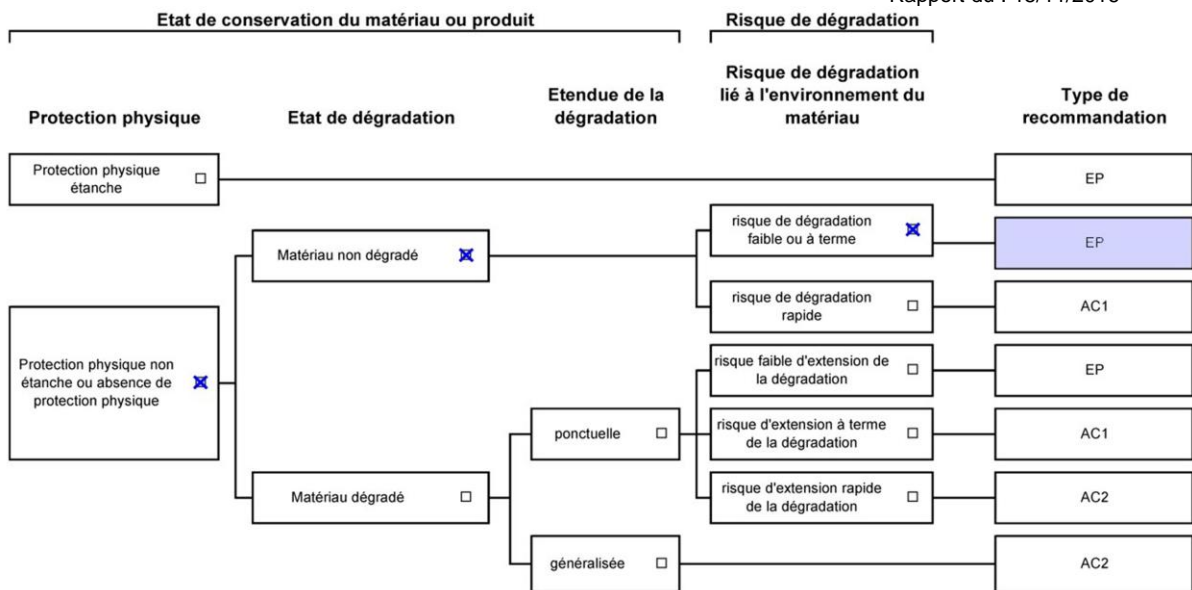 Etat de conservation du matériau ou produit
Risque de dégradation
Protection physique
Etat de dégradation
Etendue de la
dégradation
Risque de dégradation
lié à l'environnement du
matériau
Type de
recommandation
Protection physique
étanche
EP
risque de dégradation
faible ou à terme
EP
Matériau non dégradé
risque de dégradation
rapide
AC1
Protection physique non
étanche ou absence de
protection physique
risque faible d'extension de
la dégradation
EP
ponctuelle
risque d'extension à terme
de la dégradation
AC1
Matériau dégradé
risque d'extension rapide
de la dégradation
AC2
généralisée
AC2